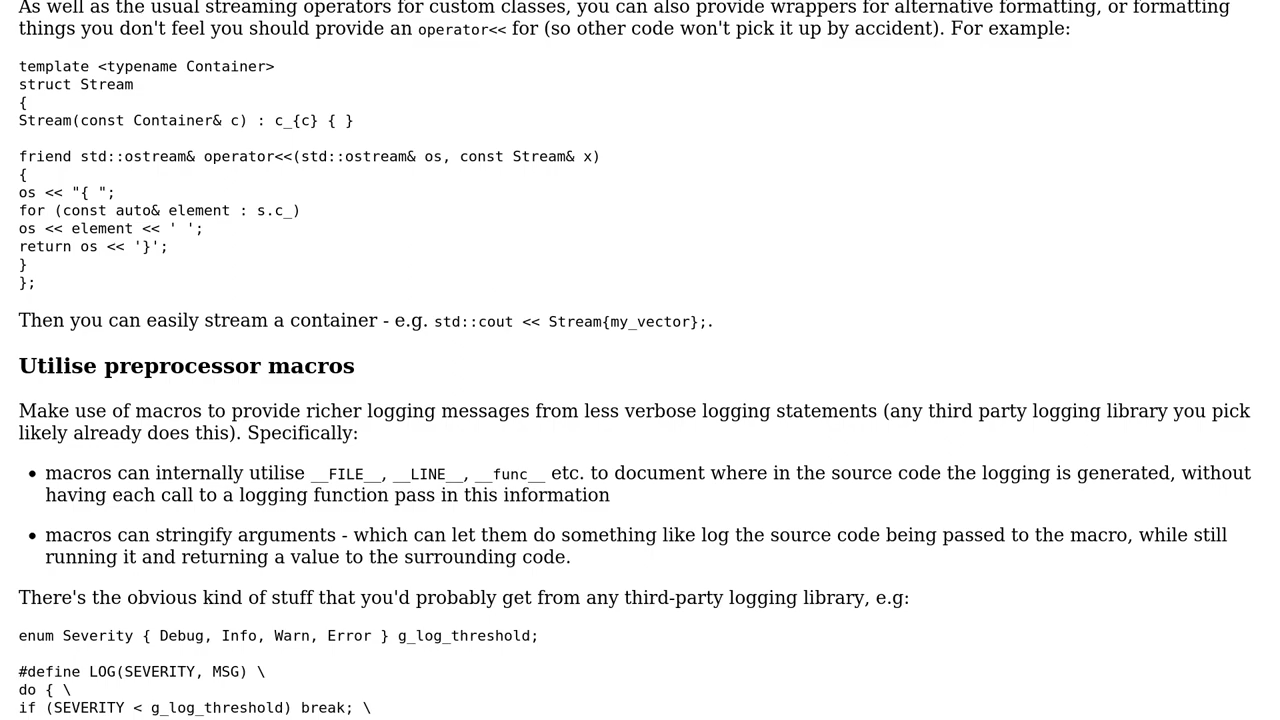 As well as the usual streaming operators for custom classes, you can also provide wrappers for alternative formatting, or formatting
things you don't feel you should provide an operator<< for (so other code won't pick it up by accident). For example:
template <typename Container>
struct Stream
{
Stream(const Container& c) : c_{c} { }
friend std::ostream& operator<<(std::ostream& os, const Stream& x)
{
os << "{ ";
for (const auto& element : s.c_)
os << element << ' ';
return os << '}';
}
};
Then you can easily stream a container - e.g. std::cout << Stream{my_vector};.
Utilise preprocessor macros
Make use of macros to provide richer logging messages from less verbose logging statements (any third party logging library you pick
likely already does this). Specifically:
• macros can internally utilise __FILE__, __LINE__, __func__ etc. to document where in the source code the logging is generated, without
having each call to a logging function pass in this information
• macros can stringify arguments - which can let them do something like log the source code being passed to the macro, while still
running it and returning a value to the surrounding code.
There's the obvious kind of stuff that you'd probably get from any third-party logging library, e.g:
enum Severity { Debug, Info, Warn, Error } g_log_threshold;
#define LOG(SEVERITY, MSG) \
do { \
if (SEVERITY < g_log_threshold) break; \